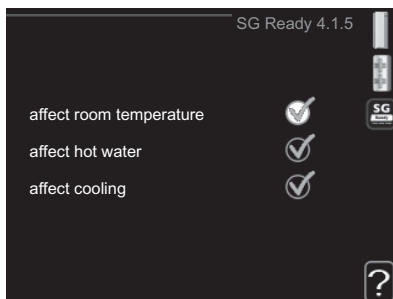 SG Ready 4.1.5
affect room temperature
SG
Ready
affect hot water
affect cooling
?